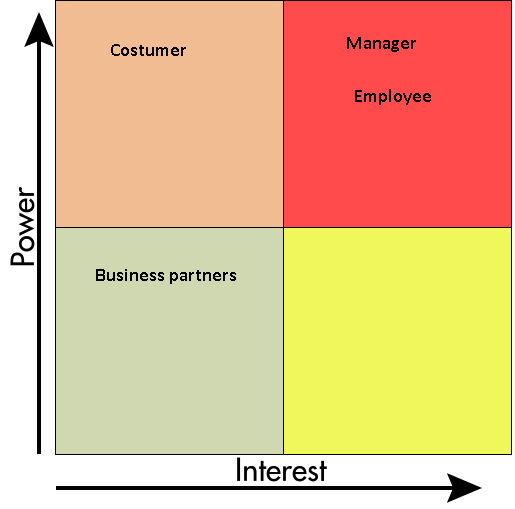 Costumer
Manager
Employee
Power
Business partners
Interest